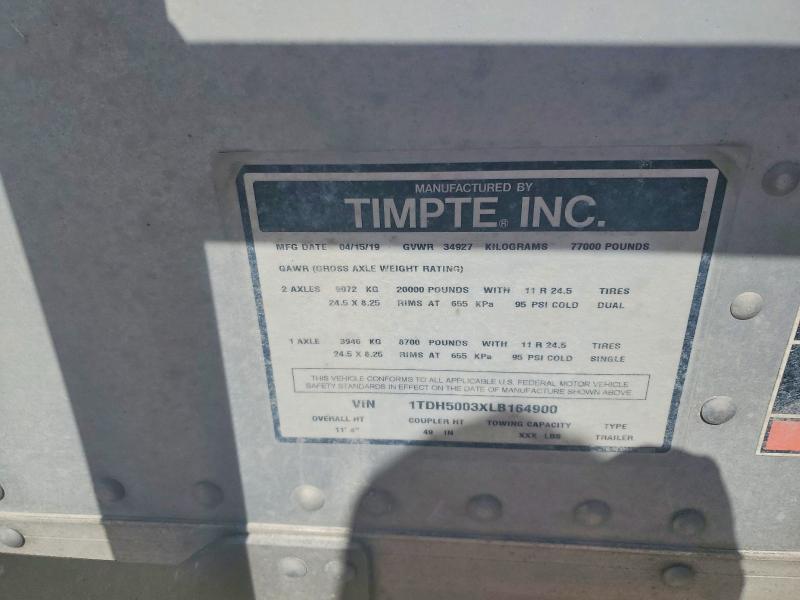 MANUFACTURED BY
TIMPTE® INC.
MFG DATE 04/15/19 GVWR 34927 KILOGRAMS 77000 POUNDS
GAWR (GROSS AXLE WEIGHT RATING)
2 AXLES 9072 KG 20000 POUNDS WITH 11 R 24.5 TIRES
24.5 X 8.25 RIMS AT 655 KPa 95 PSI COLD DUAL
1 AXLE 3946 KG 8700 POUNDS WITH 11 R 24.5 TIRES
24.5 X 8.25 RIMS AT 655 KPa 95 PSI COLD SINGLE
THIS VEHICLE CONFORMS TO ALL APPLICABLE U.S. FEDERAL MOTOR VEHICLE
SAFETY STANDARDS IN EFFECT ON THE DATE OF MANUFACTURE SHOWN ABOVE.
VIN 1TDH5003XLB164900
OVERALL HT COUPLER HT TOWING CAPACITY TYPE
11' 4" 49 IN XXX LBS TRAILER